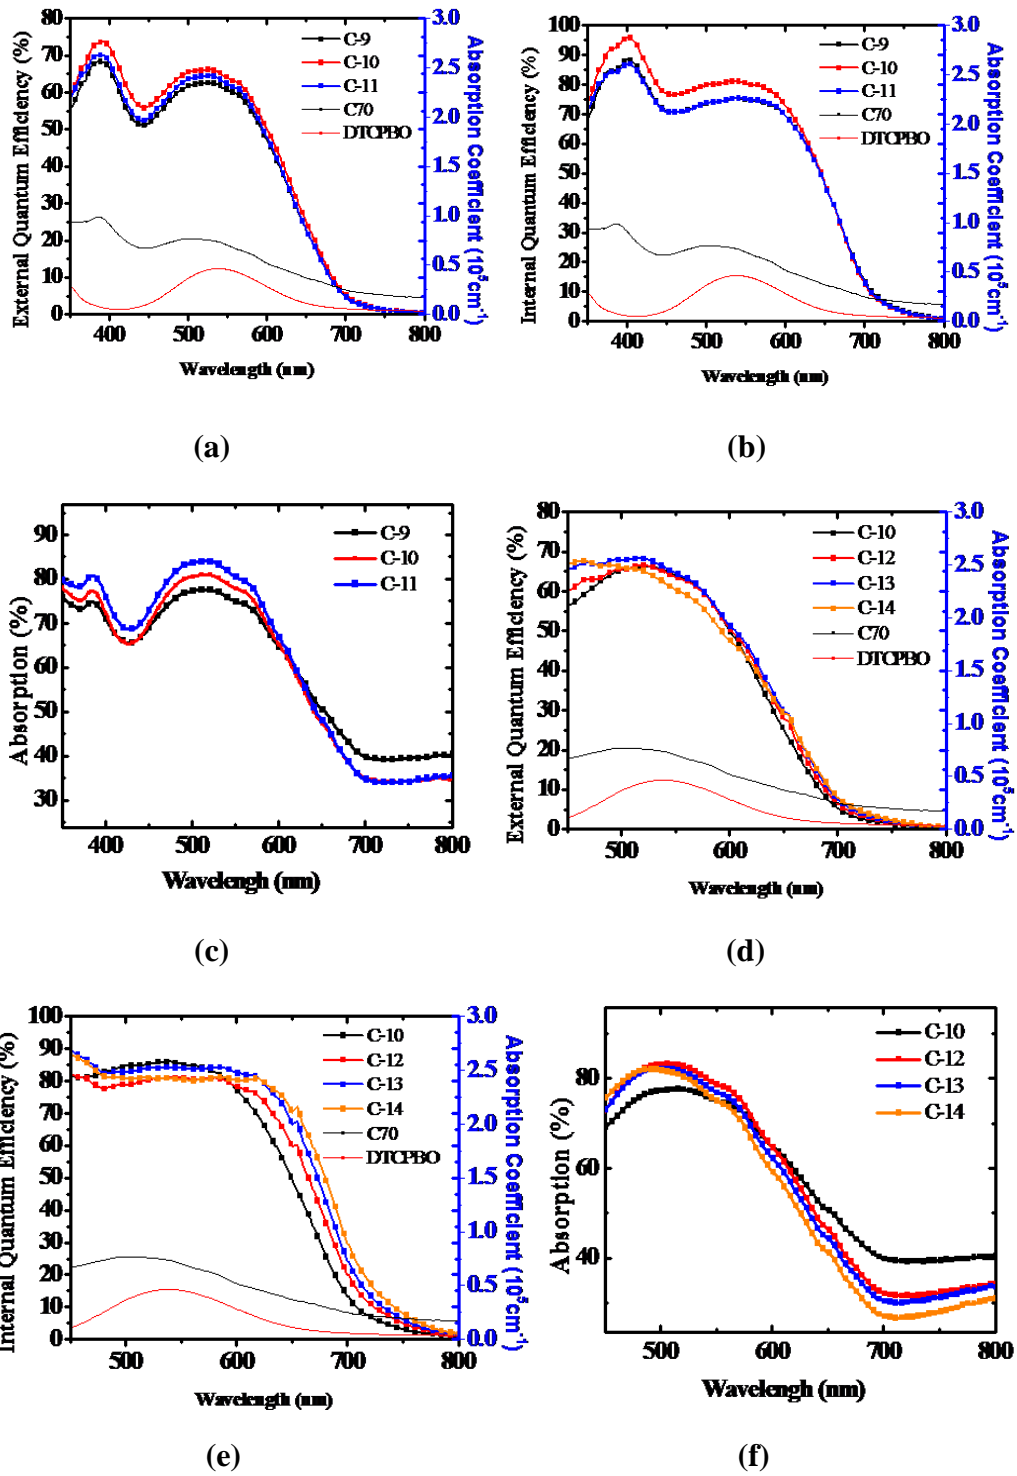 80
70
60
50
40
30
20
10
0
External Quantum Efficiency (%)
C-9
C-10
C-11
C70
DTCPBO
3.0
2.5
2.0
1.5
1.0
0.5
0.0
Absorption Coefficient (10⁵cm⁻¹)
400 500 600 700 800
Wavelength (nm)
(a)
100
90
80
70
60
50
40
30
20
10
0
Internal Quantum Efficiency (%)
C-9
C-10
C-11
C70
DTCPBO
3.0
2.5
2.0
1.5
1.0
0.5
0.0
Absorption Coefficient (10⁵cm⁻¹)
400 500 600 700 800
Wavelength (nm)
(b)
90
80
70
60
50
40
30
Absorption (%)
C-9
C-10
C-11
400 500 600 700 800
Wavelengh (nm)
(c)
80
70
60
50
40
30
20
10
0
External Quantum Efficiency (%)
C-10
C-12
C-13
C-14
C70
DTCPBO
3.0
2.5
2.0
1.5
1.0
0.5
0.0
Absorption Coefficient (10⁵cm⁻¹)
500 600 700 800
Wavelength (nm)
(d)
100
90
80
70
60
50
40
30
20
10
0
Internal Quantum Efficiency (%)
C-10
C-12
C-13
C-14
C70
DTCPBO
3.0
2.5
2.0
1.5
1.0
0.5
0.0
Absorption Coefficient (10⁵cm⁻¹)
500 600 700 800
Wavelengh (nm)
(e)
80
60
40
Absorption (%)
C-10
C-12
C-13
C-14
500 600 700 800
Wavelengh (nm)
(f)